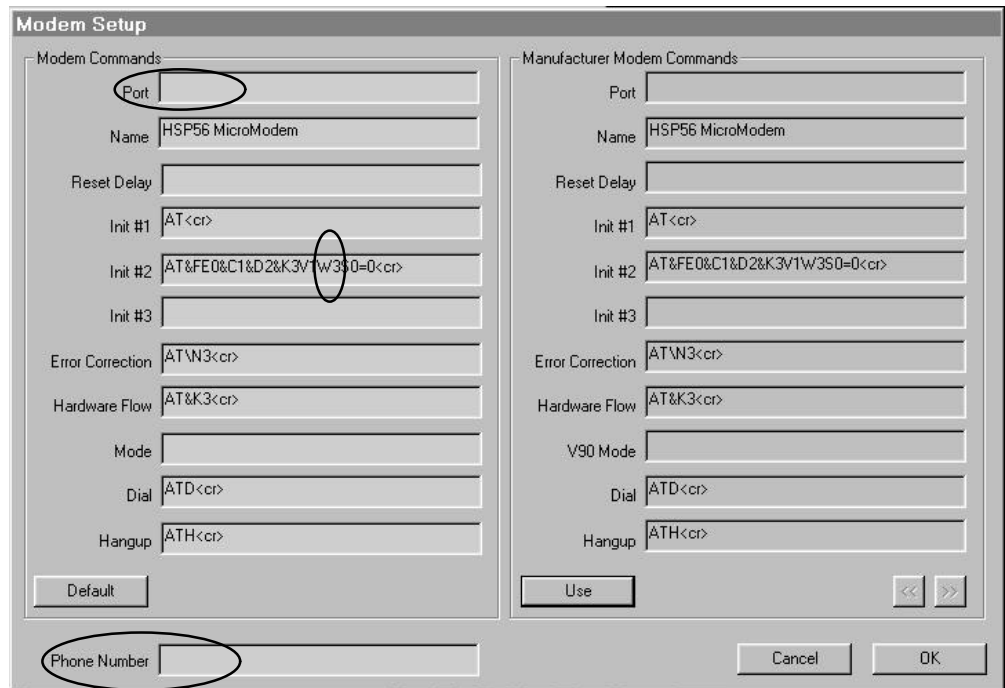 Modem Setup
Modem Commands
Port
Name HSP56 MicroModem
Reset Delay
Init #1 AT<cr>
Init #2 AT&FE0&C1&D2&K3V1W3S0=0<cr>
Init #3
Error Correction AT\N3<cr>
Hardware Flow AT&K3<cr>
Mode
Dial ATD<cr>
Hangup ATH<cr>
Default
Manufacturer Modem Commands
Port
Name HSP56 MicroModem
Reset Delay
Init #1 AT<cr>
Init #2 AT&FE0&C1&D2&K3V1W3S0=0<cr>
Init #3
Error Correction AT\N3<cr>
Hardware Flow AT&K3<cr>
V90 Mode
Dial ATD<cr>
Hangup ATH<cr>
Use << >>
Phone Number
Cancel OK